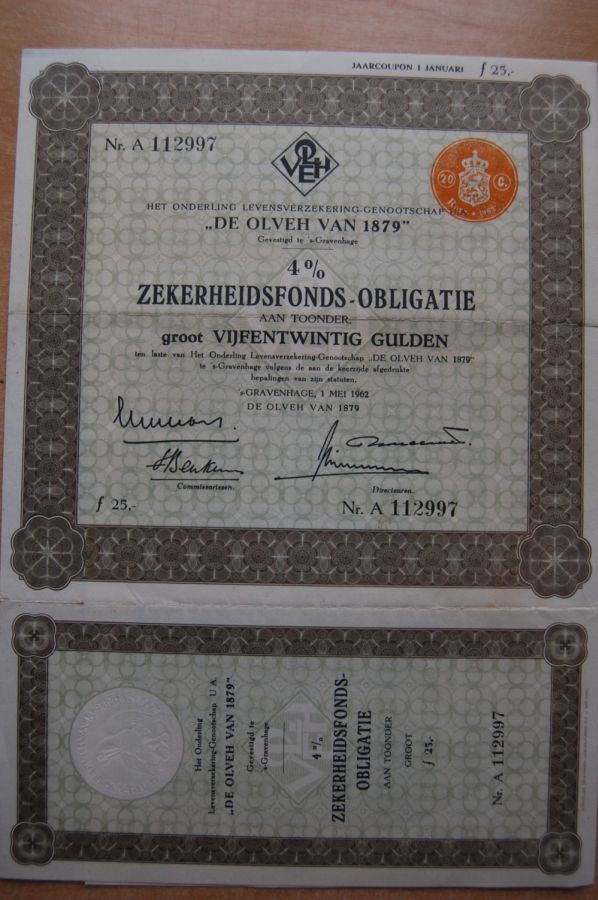 JAARCOUPON 1 JANUARI f 25,-
Nr. A 112997
OLVEH
20 C.
HET ONDERLING LEVENSVERZEKERING-GENOOTSCHAP
„DE OLVEH VAN 1879"
Gevestigd te 's-Gravenhage
4%
ZEKERHEIDSFONDS-OBLIGATIE
AAN TOONDER,
groot VIJFENTWINTIG GULDEN
ten laste van Het Onderling Levensverzekering-Genootschap „DE OLVEH VAN 1879"
te 's-Gravenhage volgens de aan de keerzijde afgedrukte
bepalingen van zijn statuten.
's-GRAVENHAGE, 1 MEI 1962
DE OLVEH VAN 1879
Commissarissen.
Directeuren.
f 25,-
Nr. A 112997
Het Onderling
Levensverzekering-Genootschap U.A.
„DE OLVEH VAN 1879"
Gevestigd te
's-Gravenhage
4%
ZEKERHEIDSFONDS-
OBLIGATIE
AAN TOONDER
GROOT
f 25,-
Nr. A 112997